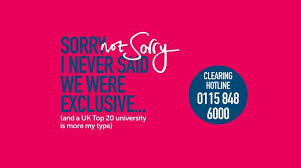 SORRY not Sorry
I NEVER SAID
WE WERE
EXCLUSIVE...
(and a UK Top 20 university
is more my type)
CLEARING
HOTLINE
0115 848
6000